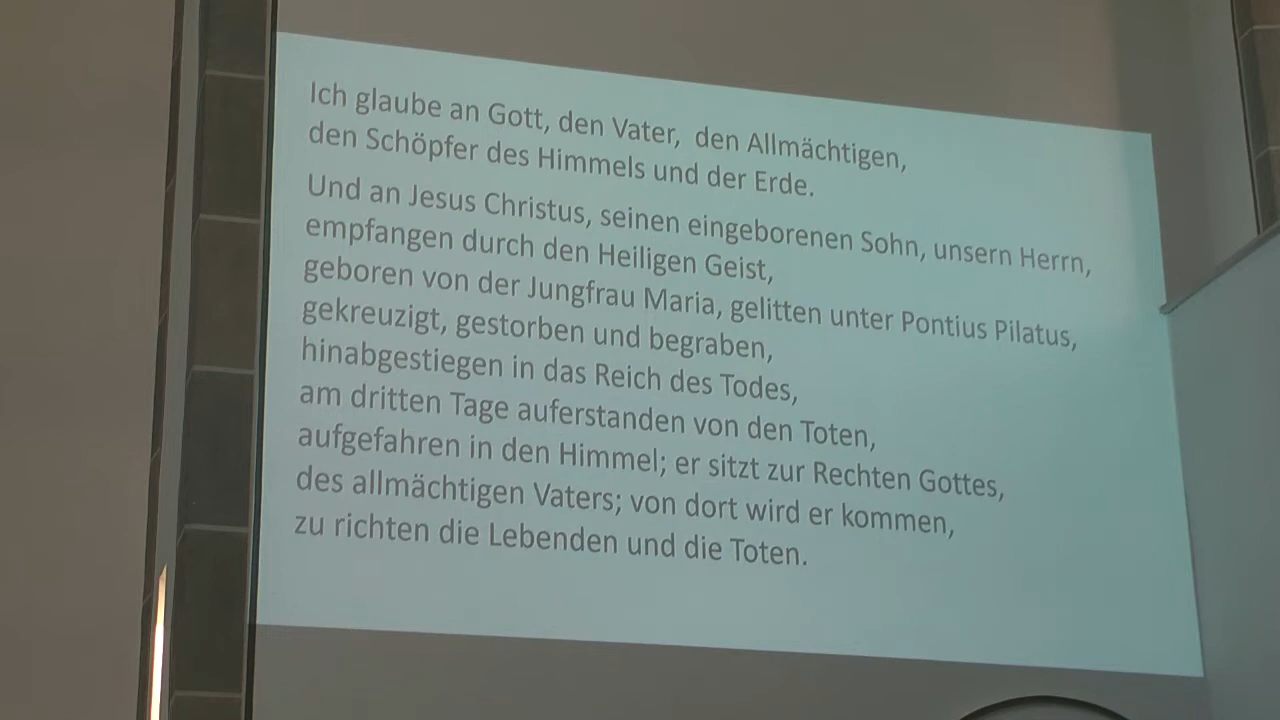 Ich glaube an Gott, den Vater, den Allmächtigen,
den Schöpfer des Himmels und der Erde.
Und an Jesus Christus, seinen eingeborenen Sohn, unsern Herrn,
empfangen durch den Heiligen Geist,
geboren von der Jungfrau Maria, gelitten unter Pontius Pilatus,
gekreuzigt, gestorben und begraben,
hinabgestiegen in das Reich des Todes,
am dritten Tage auferstanden von den Toten,
aufgefahren in den Himmel; er sitzt zur Rechten Gottes,
des allmächtigen Vaters; von dort wird er kommen,
zu richten die Lebenden und die Toten.